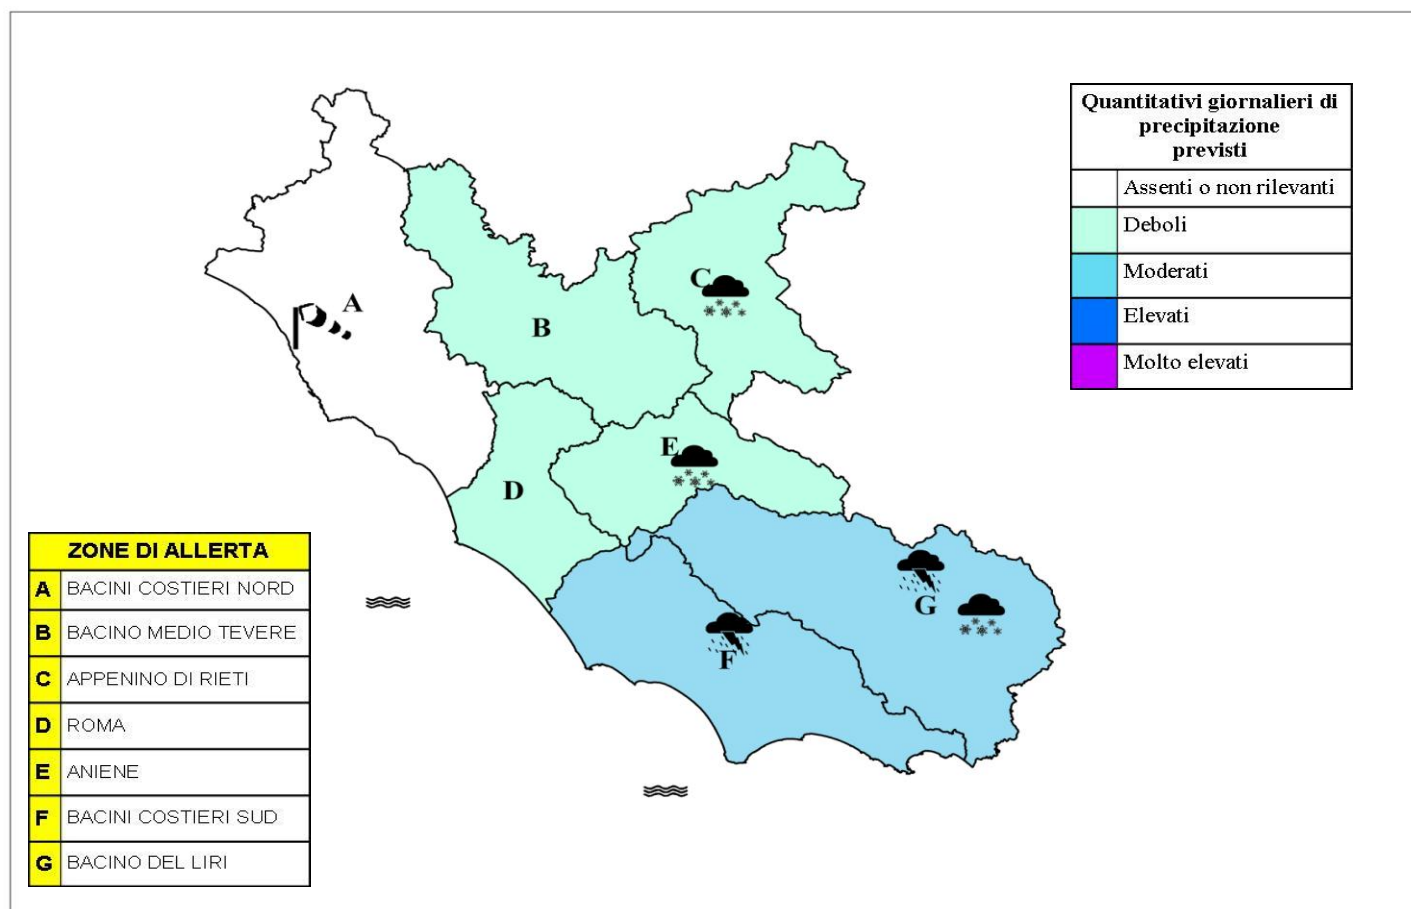 Quantitativi giornalieri di
precipitazione
previsti
Assenti o non rilevanti
Deboli
Moderati
Elevati
Molto elevati
A
B
C
D
E
F
G
ZONE DI ALLERTA
A BACINI COSTIERI NORD
B BACINO MEDIO TEVERE
C APPENINO DI RIETI
D ROMA
E ANIENE
F BACINI COSTIERI SUD
G BACINO DEL LIRI